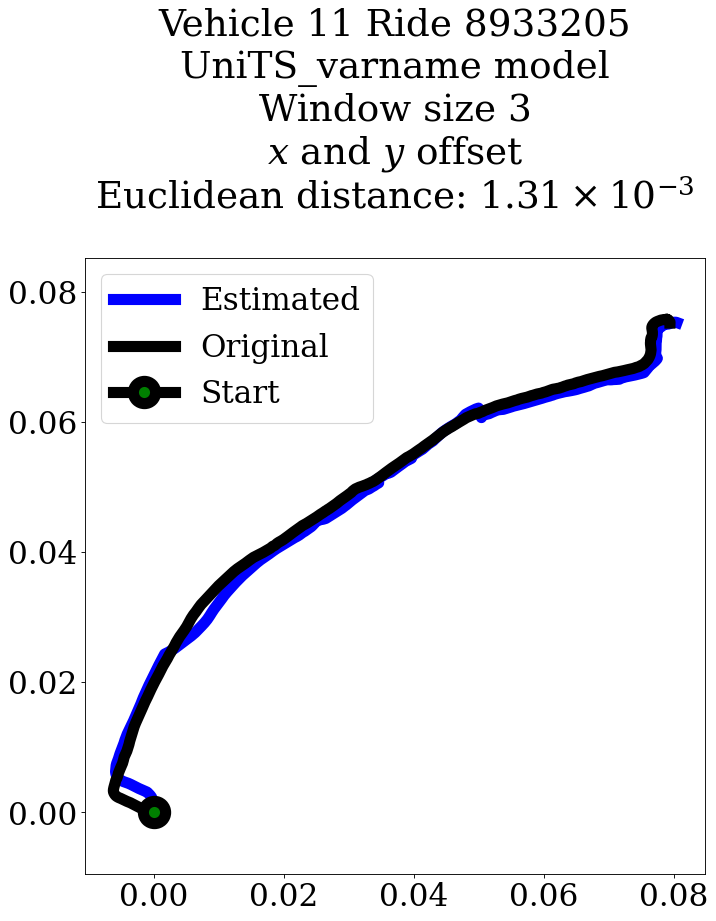 Vehicle 11 Ride 8933205
UniTS_varname model
Window size 3
x and y offset
Euclidean distance: 1.31 × 10⁻³
Estimated
Original
Start
0.08
0.06
0.04
0.02
0.00
0.00 0.02 0.04 0.06 0.08